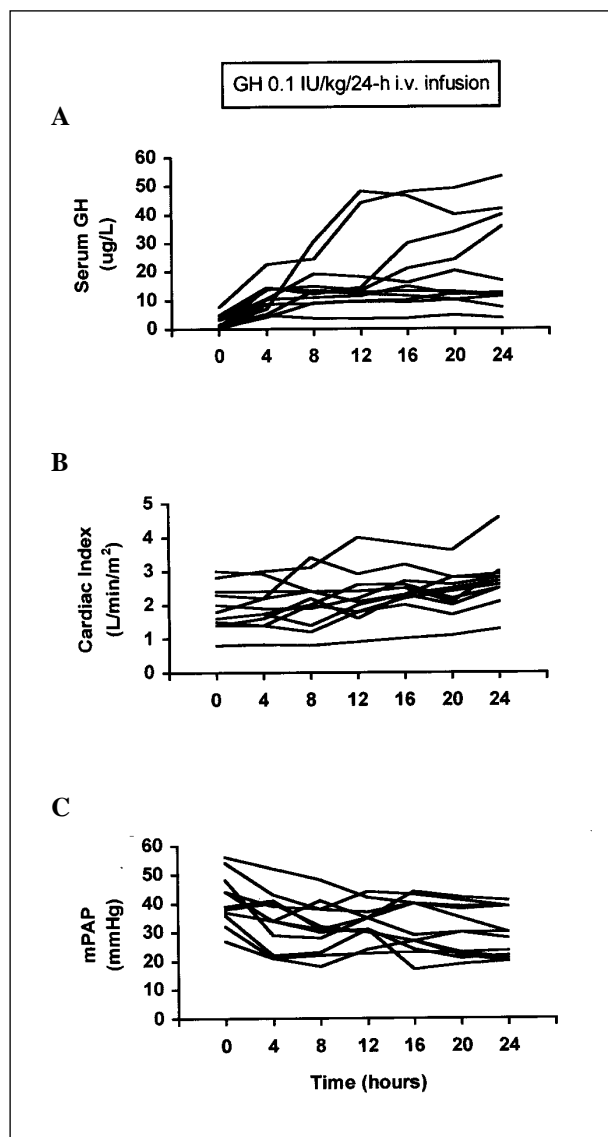 GH 0.1 IU/kg/24-h i.v. infusion
A
Serum GH
(ug/L)
60
50
40
30
20
10
0
0 4 8 12 16 20 24
B
Cardiac Index
(L/min/m²)
5
4
3
2
1
0
0 4 8 12 16 20 24
C
mPAP
(mmHg)
60
50
40
30
20
10
0
0 4 8 12 16 20 24
Time (hours)